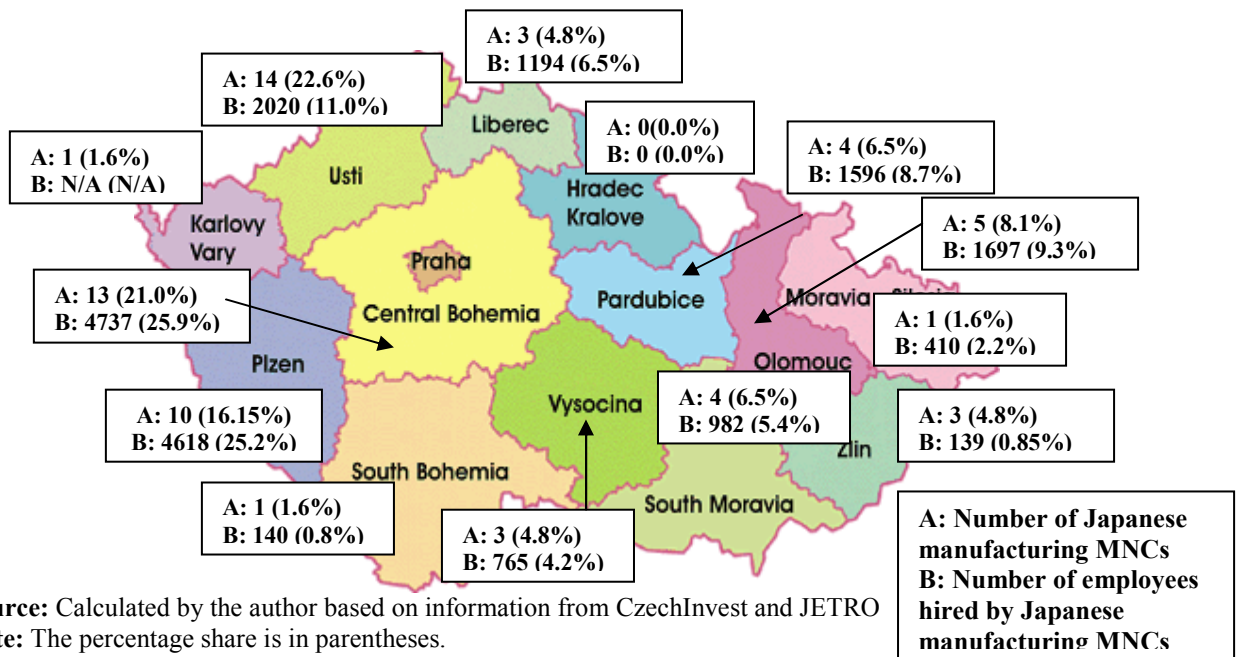 A: 3 (4.8%)
B: 1194 (6.5%)
A: 14 (22.6%)
B: 2020 (11.0%)
Liberec
A: 0(0.0%)
B: 0 (0.0%)
A: 4 (6.5%)
B: 1596 (8.7%)
A: 1 (1.6%)
B: N/A (N/A)
Usti
Hradec
Kralove
Karlovy
Vary
A: 5 (8.1%)
B: 1697 (9.3%)
Praha
A: 13 (21.0%)
B: 4737 (25.9%)
Central Bohemia
Pardubice
Moravia
A: 1 (1.6%)
B: 410 (2.2%)
Plzen
Olomouc
A: 10 (16.15%)
B: 4618 (25.2%)
Vysocina
A: 4 (6.5%)
B: 982 (5.4%)
A: 3 (4.8%)
B: 139 (0.85%)
Zlin
South Bohemia
A: 1 (1.6%)
B: 140 (0.8%)
South Moravia
A: 3 (4.8%)
B: 765 (4.2%)
A: Number of Japanese
manufacturing MNCs
B: Number of employees
hired by Japanese
manufacturing MNCs
urce: Calculated by the author based on information from CzechInvest and JETRO
te: The percentage share is in parentheses.